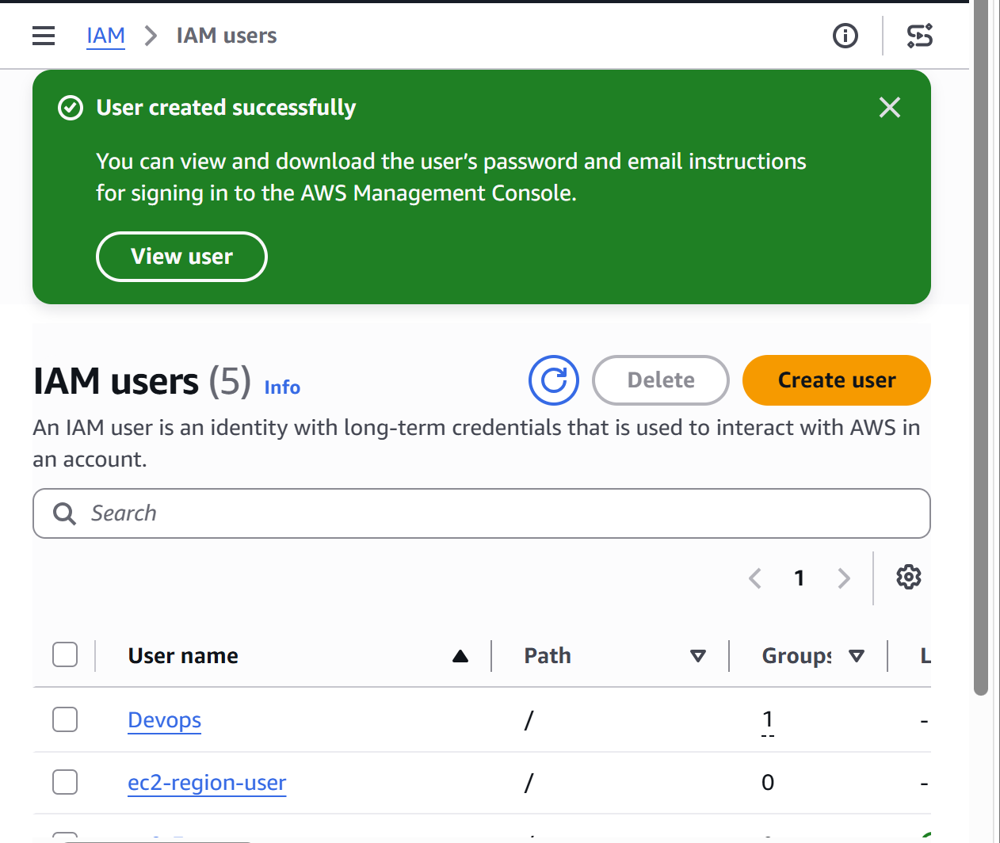 IAM > IAM users
User created successfully
You can view and download the user's password and email instructions
for signing in to the AWS Management Console.
View user
IAM users (5) Info
Delete
Create user
An IAM user is an identity with long-term credentials that is used to interact with AWS in
an account.
Search
1
User name Path Groups L
Devops / 1 -
ec2-region-user / 0 -